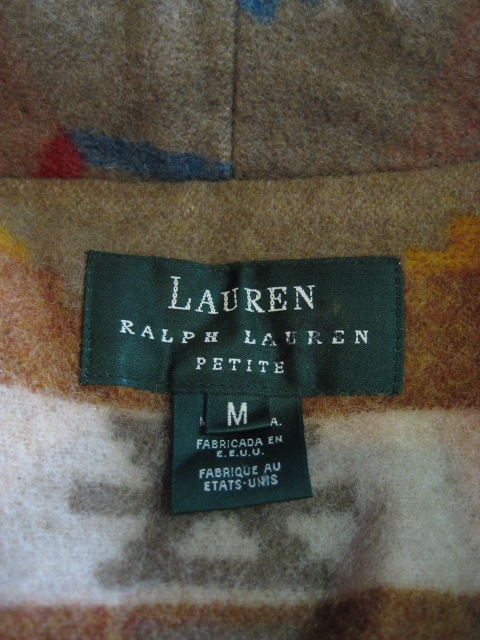 LAUREN
RALPH LAUREN
PETITE
M
A.
FABRICADA EN
E.E.U.U.
FABRIQUE AU
ETATS-UNIS